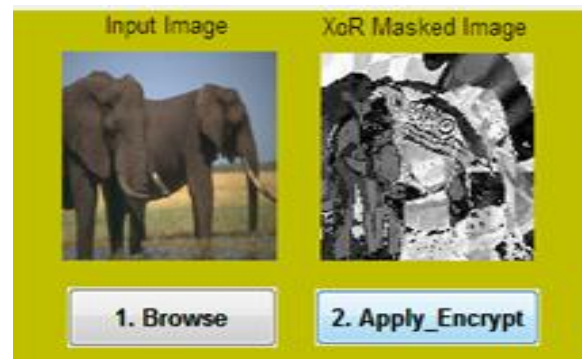 Input Image
XoR Masked Image
1. Browse
2. Apply_Encrypt